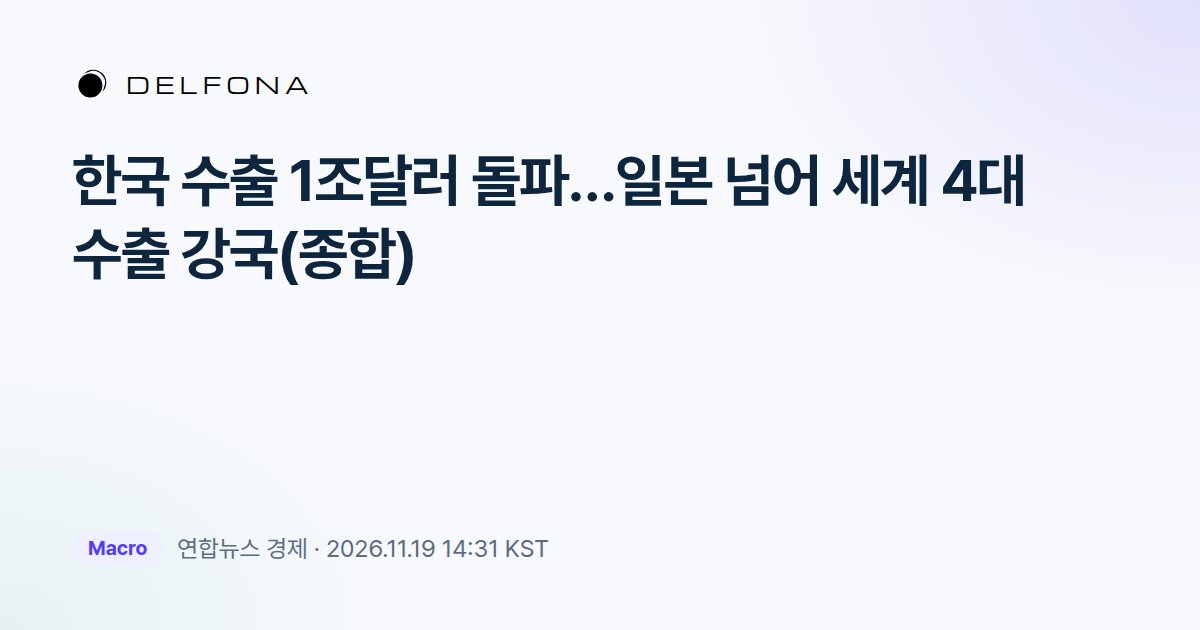 DELFONA
한국 수출 1조달러 돌파…일본 넘어 세계 4대
수출 강국(종합)
Macro 연합뉴스 경제 · 2026.11.19 14:31 KST